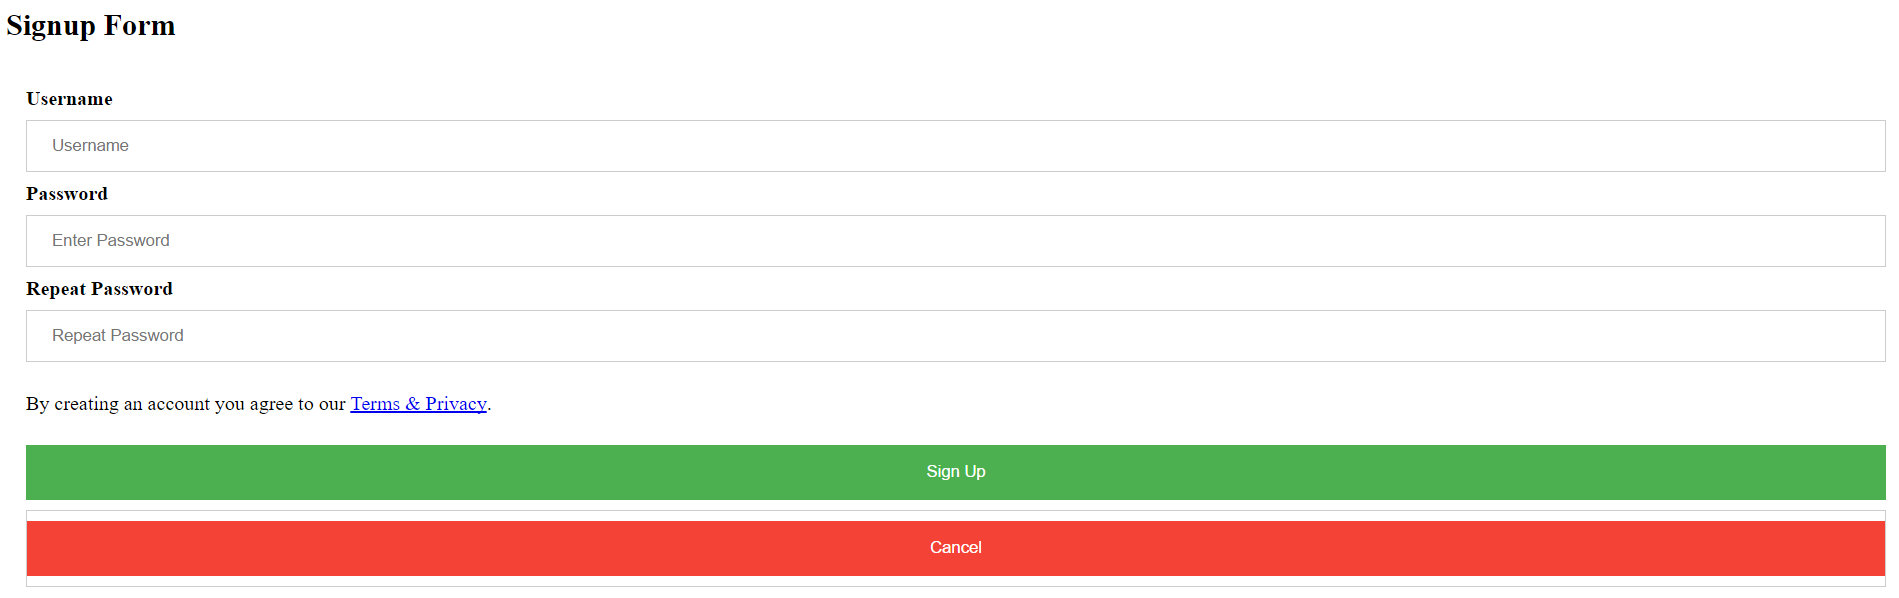 Signup Form
Username
Username
Password
Enter Password
Repeat Password
Repeat Password
By creating an account you agree to our Terms & Privacy.
Sign Up
Cancel